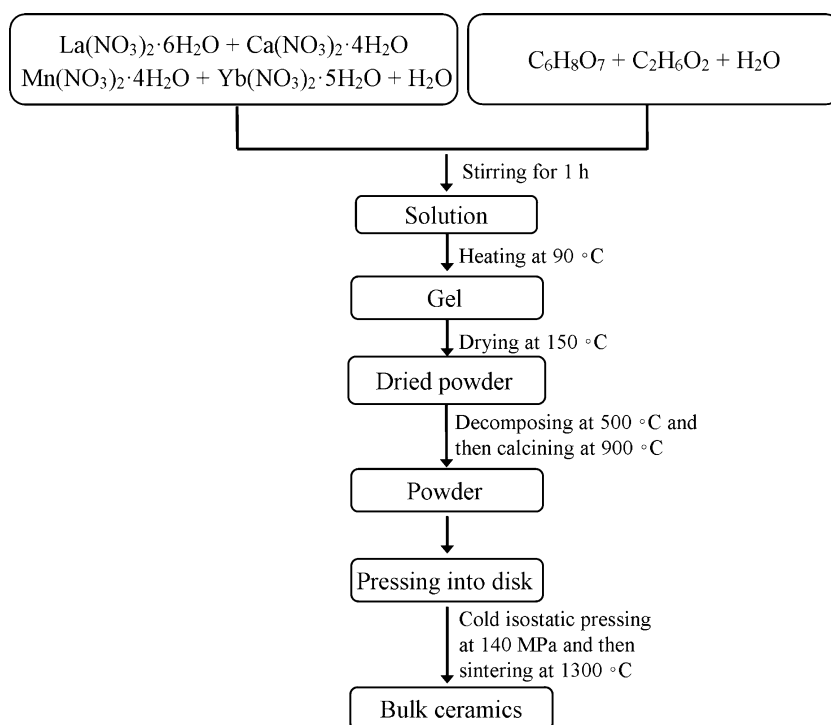 La(NO₃)₂·6H₂O + Ca(NO₃)₂·4H₂O
Mn(NO₃)₂·4H₂O + Yb(NO₃)₂·5H₂O + H₂O
C₆H₈O₇ + C₂H₆O₂ + H₂O
Stirring for 1 h
Solution
Heating at 90 °C
Gel
Drying at 150 °C
Dried powder
Decomposing at 500 °C and
then calcining at 900 °C
Powder
Pressing into disk
Cold isostatic pressing
at 140 MPa and then
sintering at 1300 °C
Bulk ceramics